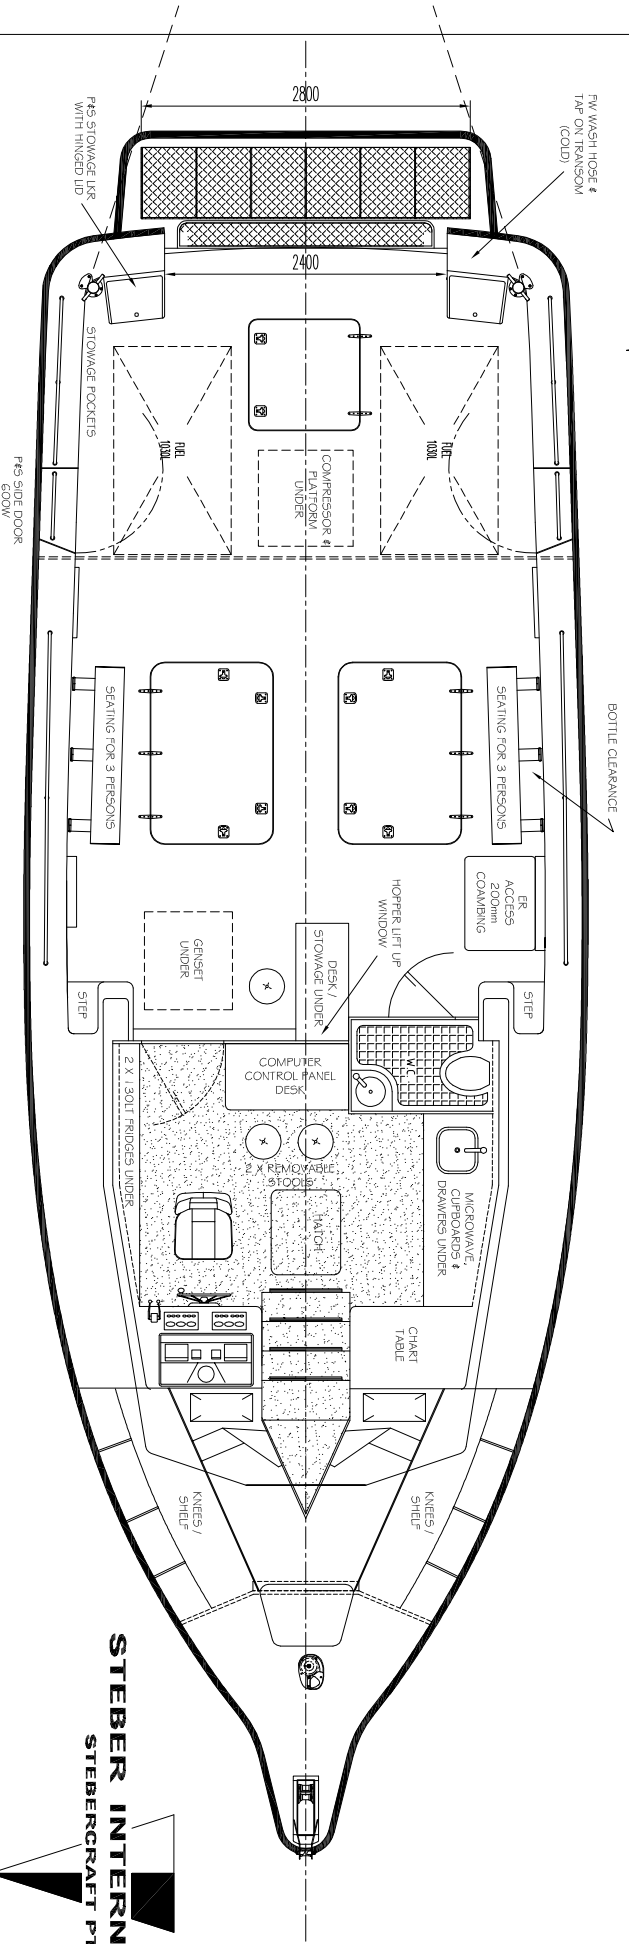 2800
FW WASH HOSE &
TAP ON TRANSOM
(COLD)
P&S STOWAGE LKR
WITH HINGED LID
2400
STOWAGE POCKETS
FUEL
1030L
FUEL
1030L
COMPRESSOR &
PLATFORM
UNDER
P&S SIDE DOOR
600W
BOTTLE CLEARANCE
SEATING FOR 3 PERSONS
SEATING FOR 3 PERSONS
ER
ACCESS
200mm
COAMBING
HOPPER LIFT UP
WINDOW
GENSET
UNDER
DESK /
STOWAGE UNDER
STEP
STEP
W.C.
COMPUTER
CONTROL PANEL
DESK
2 X 130LT FRIDGES UNDER
2 X REMOVABLE
STOOLS
MICROWAVE,
CUPBOARDS &
DRAWERS UNDER
HATCH
CHART
TABLE
KNEES /
SHELF
KNEES /
SHELF
STEBER INTERN
STEBERCRAFT PT